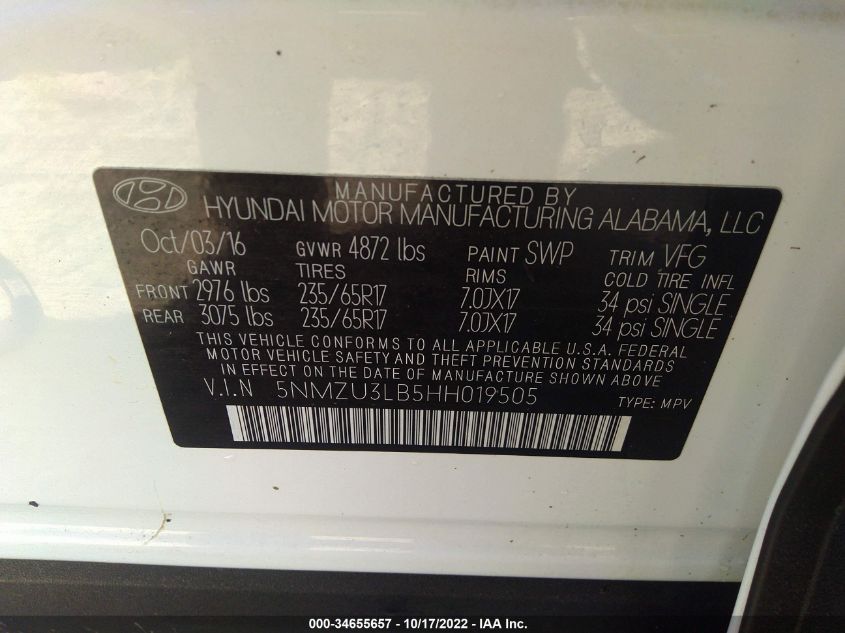 MANUFACTURED BY
HYUNDAI MOTOR MANUFACTURING ALABAMA, LLC
Oct/03/16 GVWR 4872 lbs PAINT SWP TRIM VFG
GAWR TIRES RIMS COLD TIRE INFL
FRONT 2976 lbs 235/65R17 7.0JX17 34 psi SINGLE
REAR 3075 lbs 235/65R17 7.0JX17 34 psi SINGLE
THIS VEHICLE CONFORMS TO ALL APPLICABLE U.S.A. FEDERAL
MOTOR VEHICLE SAFETY AND THEFT PREVENTION STANDARDS
IN EFFECT ON THE DATE OF MANUFACTURE SHOWN ABOVE
V.I.N 5NMZU3LB5HH019505 TYPE: MPV
000-34655657 - 10/17/2022 - IAA Inc.